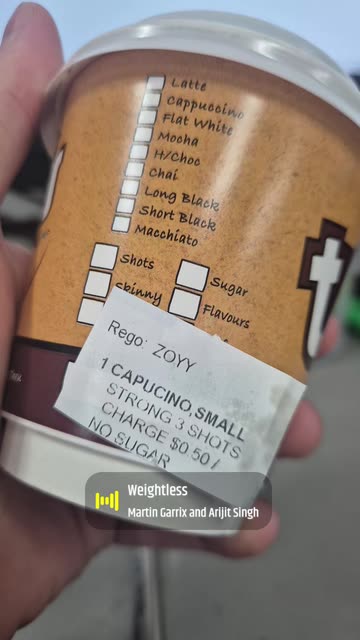 Latte
Cappuccino
Flat White
Mocha
H/Choc
Chai
Long Black
Short Black
Macchiato
Shots
Sugar
Skinny
Flavours
Rego: ZOYY
1 CAPUCINO,SMALL
STRONG 3 SHOTS
CHARGE $0.50 /
NO SUGAR
Weightless
Martin Garrix and Arijit Singh